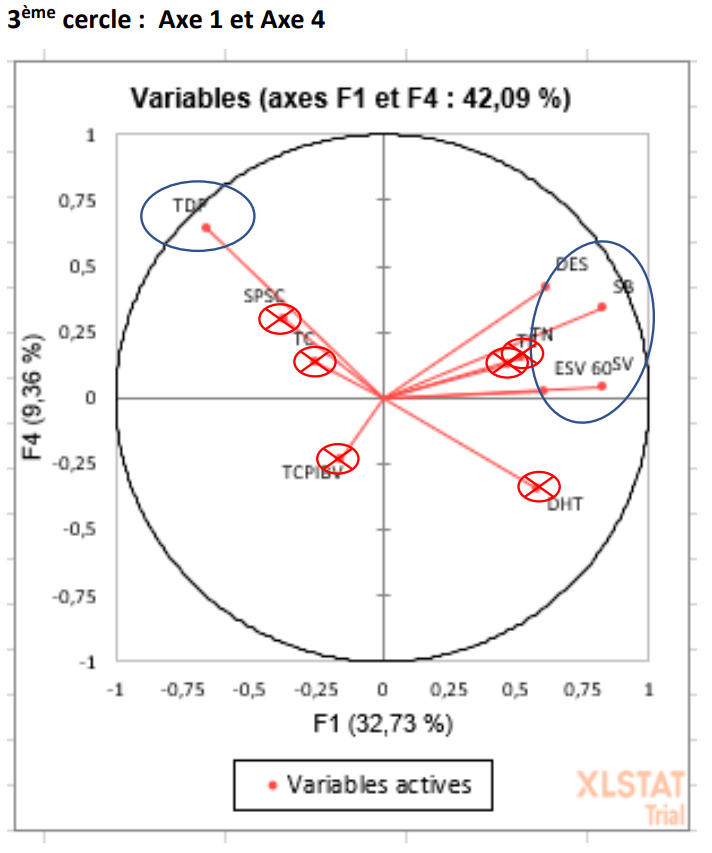 3ème cercle : Axe 1 et Axe 4
Variables (axes F1 et F4 : 42,09 %)
1
0,75
0,5
0,25
0
-0,25
-0,5
-0,75
-1
F4 (9,36 %)
TDP
SPSC
TC
TCPIBV
DES
SB
TN
ESV 60
SV
DHT
-1
-0,75
-0,5
-0,25
0
0,25
0,5
0,75
1
F1 (32,73 %)
Variables actives
XLSTAT
Trial